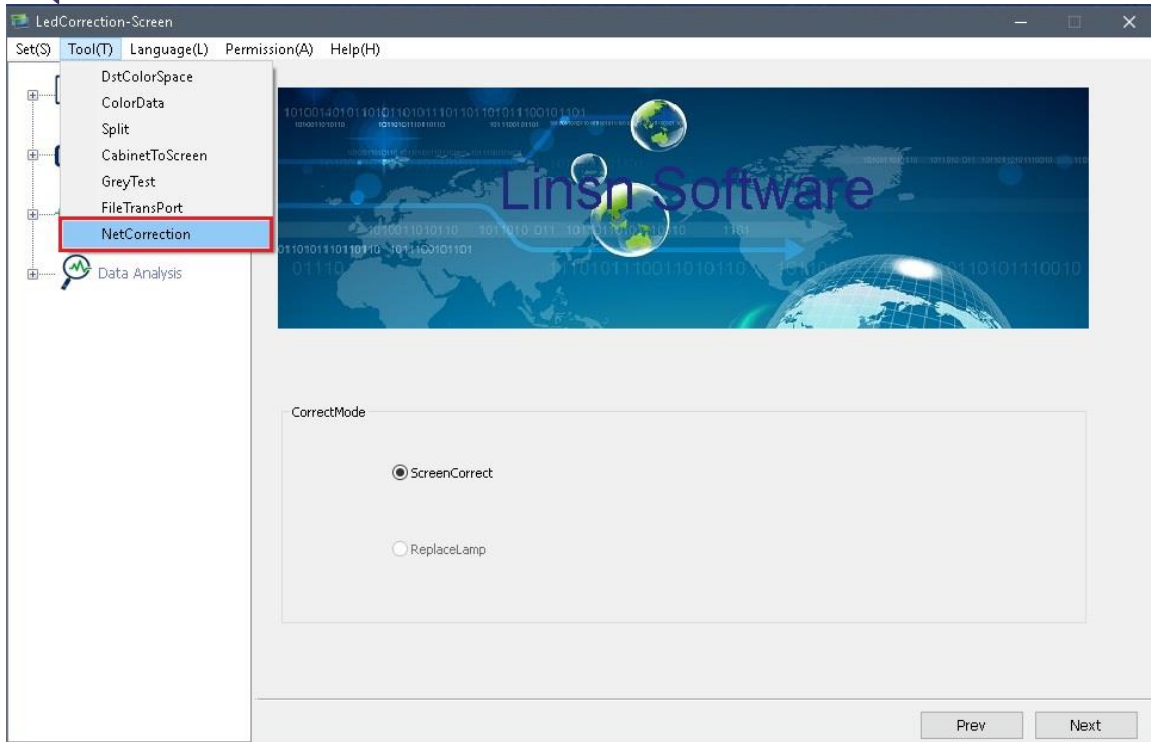 LedCorrection-Screen
Set(S) Tool(T) Language(L) Permission(A) Help(H)
DstColorSpace
ColorData
Split
CabinetToScreen
GreyTest
FileTransPort
NetCorrection
Data Analysis
Linsn Software
CorrectMode
ScreenCorrect
ReplaceLamp
Prev Next